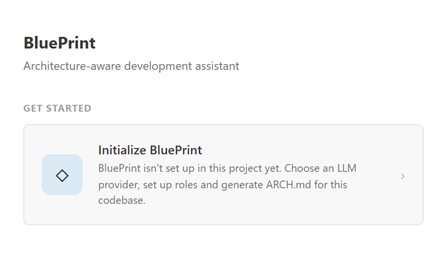 BluePrint
Architecture-aware development assistant
GET STARTED
Initialize BluePrint
BluePrint isn't set up in this project yet. Choose an LLM
provider, set up roles and generate ARCH.md for this
codebase.